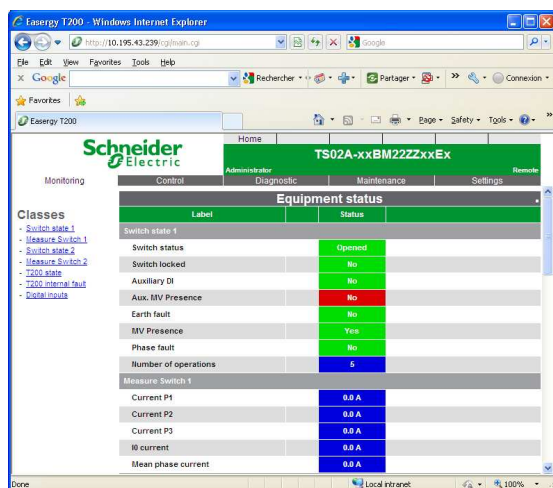 Easergy T200 - Windows Internet Explorer
http://10.195.43.239/cgi/main.cgi
Google
File Edit View Favorites Tools Help
x Google Rechercher Partager >> Connexion
Favorites
Easergy T200 Page Safety Tools >>
Schneider Electric
Home
TS02A-xxBM22ZZxxEx
Administrator Remote
Monitoring Control Diagnostic Maintenance Settings
Equipment status
Classes
- Switch state 1
- Measure Switch 1
- Switch state 2
- Measure Switch 2
- T200 state
- T200 internal fault
- Digital inputs
Label Status
Switch state 1
Switch status Opened
Switch locked No
Auxiliary DI No
Aux. MV Presence No
Earth fault No
MV Presence Yes
Phase fault No
Number of operations 5
Measure Switch 1
Current P1 0.0 A
Current P2 0.0 A
Current P3 0.0 A
I0 current 0.0 A
Mean phase current 0.0 A
Done Local intranet 100%